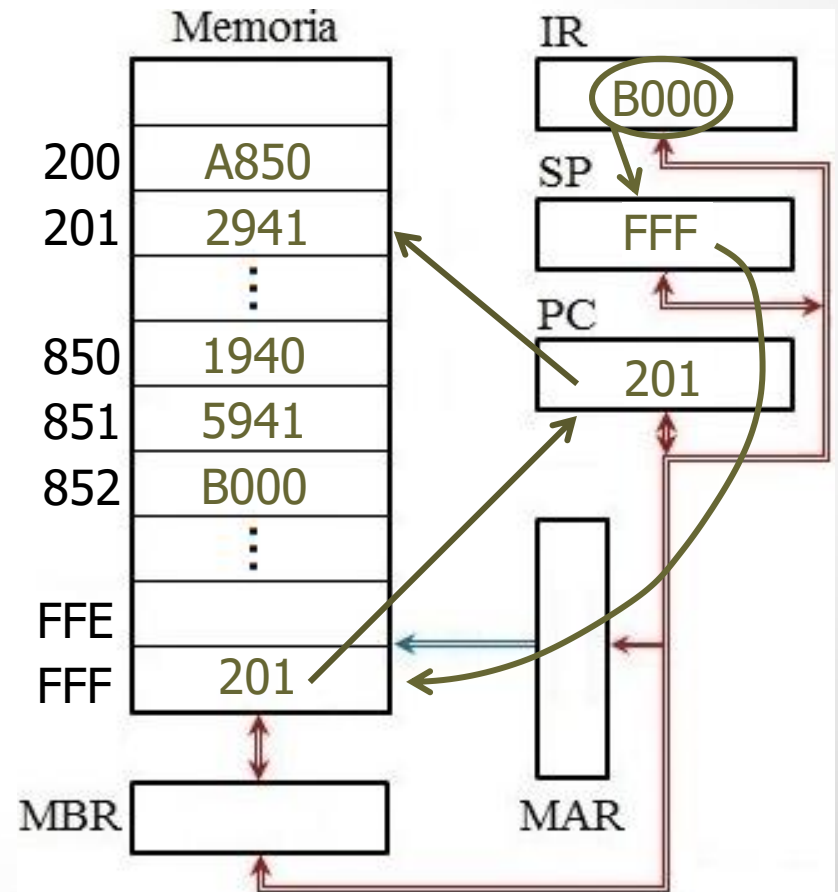 Memoria
200 A850
201 2941
⋮
850 1940
851 5941
852 B000
⋮
FFE
FFF 201
MBR
IR
B000
SP
FFF
PC
201
MAR